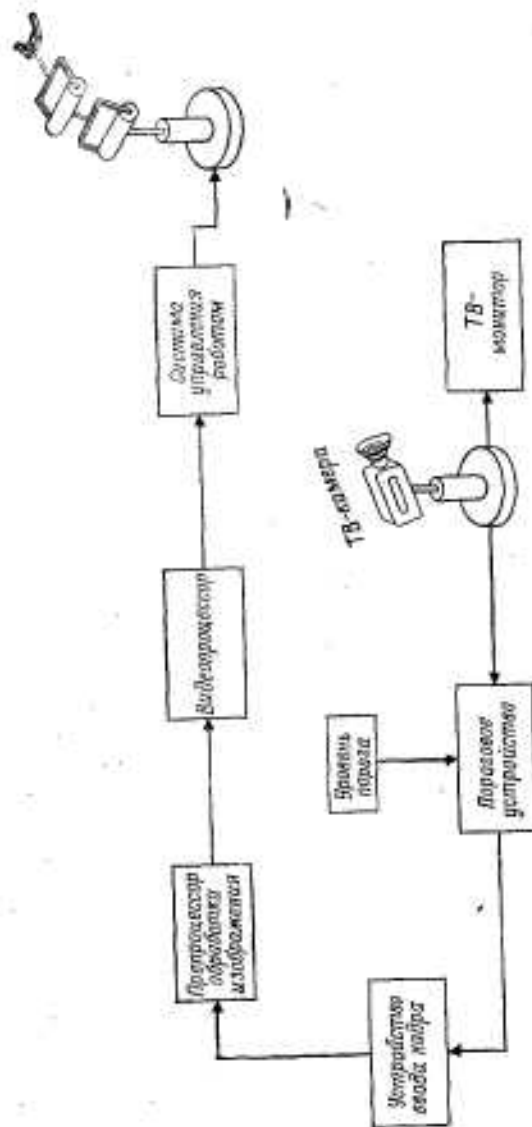 Препроцессор
обработки
изображения
Видеопроцессор
Система
управления
роботом
Устройство
ввода кадра
Уровень
порога
Пороговое
устройство
ТВ-камера
ТВ-
монитор